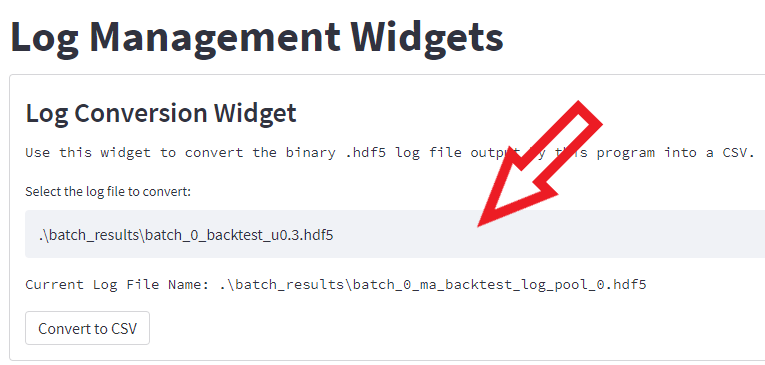 Log Management Widgets
Log Conversion Widget
Use this widget to convert the binary .hdf5 log file output by this program into a CSV.
Select the log file to convert:
.\batch_results\batch_0_backtest_u0.3.hdf5
Current Log File Name: .\batch_results\batch_0_ma_backtest_log_pool_0.hdf5
Convert to CSV